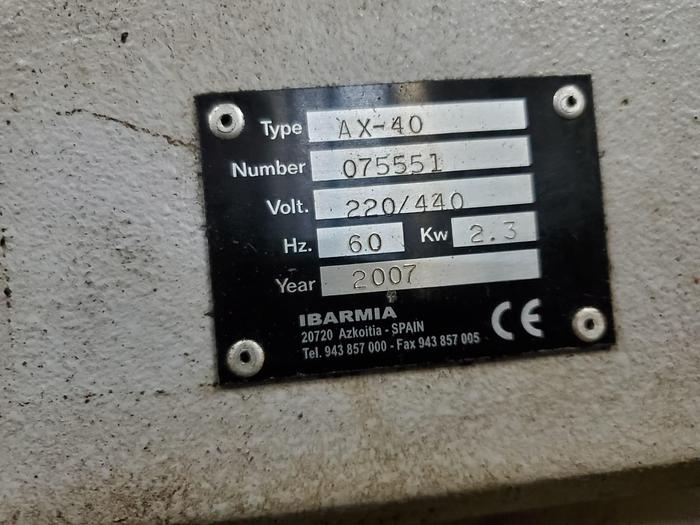 Type AX-40
Number 075551
Volt. 220/440
Hz. 60 Kw 2.3
Year 2007
IBARMIA
20720 Azkoitia - SPAIN
Tel. 943 857 000 - Fax 943 857 005
CE